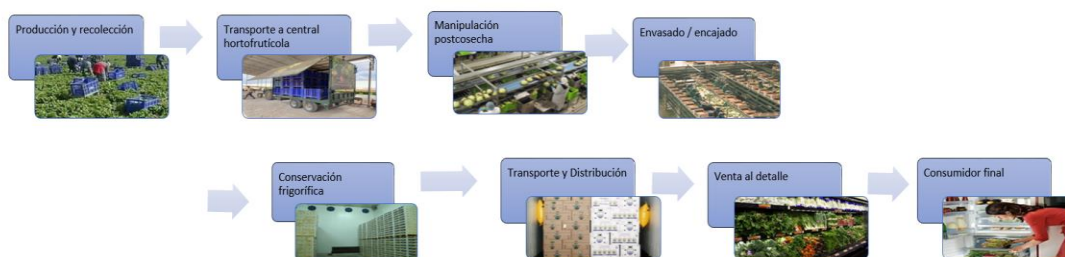 Producción y recolección
Transporte a central
hortofrutícola
Manipulación
postcosecha
Envasado / encajado
Conservación
frigorífica
Transporte y Distribución
Venta al detalle
Consumidor final